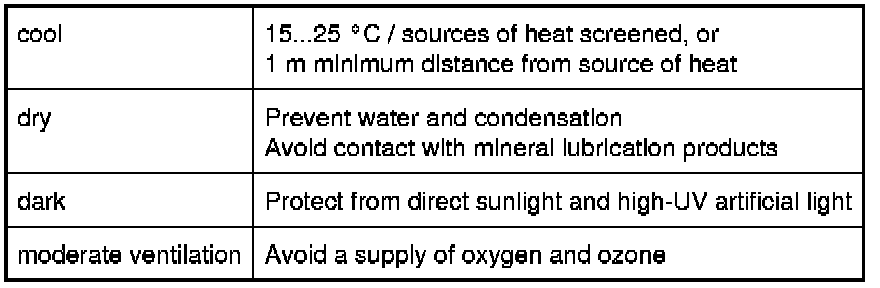 cool
15...25 °C / sources of heat screened, or
1 m minimum distance from source of heat
dry
Prevent water and condensation
Avoid contact with mineral lubrication products
dark
Protect from direct sunlight and high-UV artificial light
moderate ventilation
Avoid a supply of oxygen and ozone